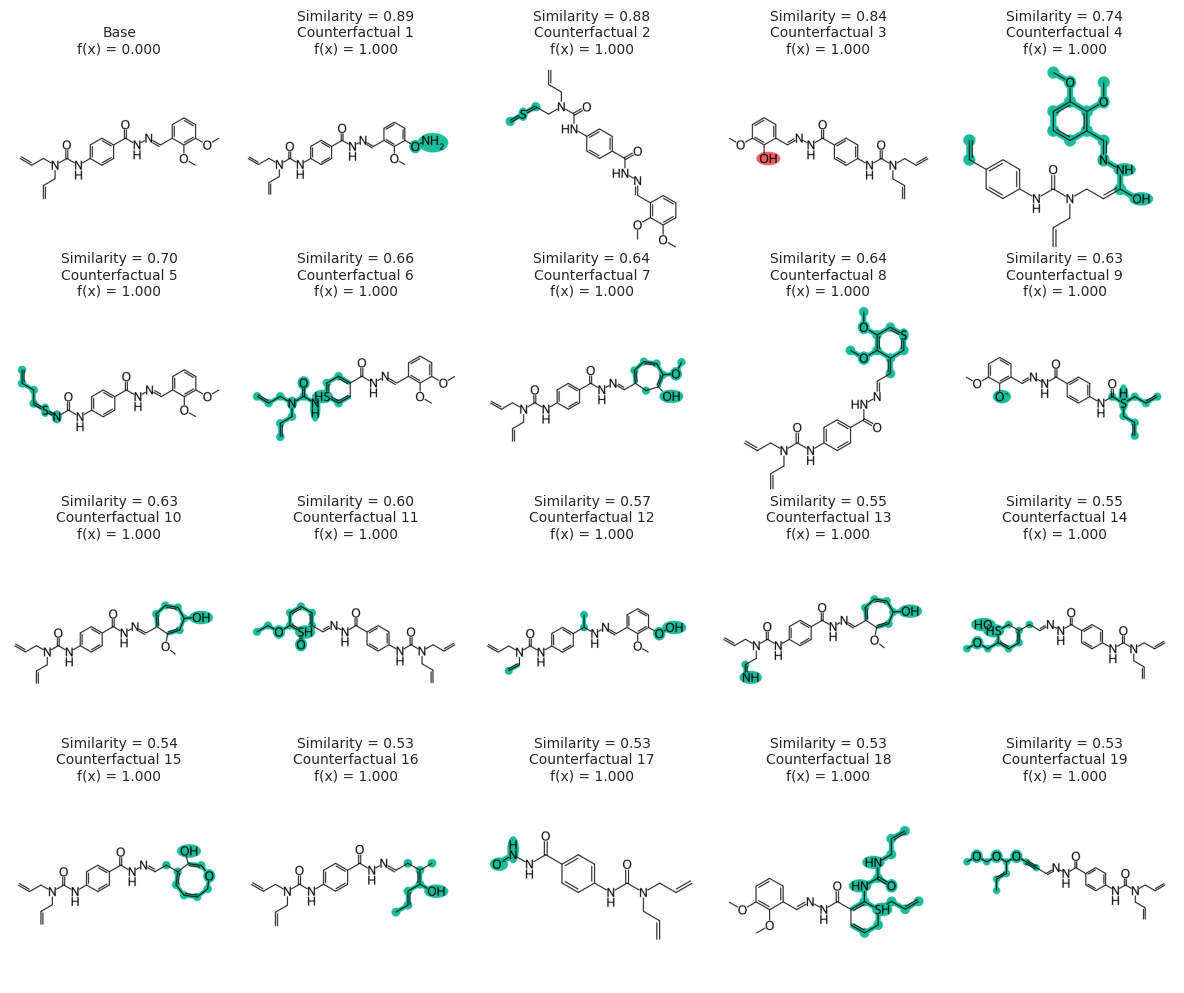 Base
f(x) = 0.000
Similarity = 0.89
Counterfactual 1
f(x) = 1.000
Similarity = 0.88
Counterfactual 2
f(x) = 1.000
Similarity = 0.84
Counterfactual 3
f(x) = 1.000
Similarity = 0.74
Counterfactual 4
f(x) = 1.000
Similarity = 0.70
Counterfactual 5
f(x) = 1.000
Similarity = 0.66
Counterfactual 6
f(x) = 1.000
Similarity = 0.64
Counterfactual 7
f(x) = 1.000
Similarity = 0.64
Counterfactual 8
f(x) = 1.000
Similarity = 0.63
Counterfactual 9
f(x) = 1.000
Similarity = 0.63
Counterfactual 10
f(x) = 1.000
Similarity = 0.60
Counterfactual 11
f(x) = 1.000
Similarity = 0.57
Counterfactual 12
f(x) = 1.000
Similarity = 0.55
Counterfactual 13
f(x) = 1.000
Similarity = 0.55
Counterfactual 14
f(x) = 1.000
Similarity = 0.54
Counterfactual 15
f(x) = 1.000
Similarity = 0.53
Counterfactual 16
f(x) = 1.000
Similarity = 0.53
Counterfactual 17
f(x) = 1.000
Similarity = 0.53
Counterfactual 18
f(x) = 1.000
Similarity = 0.53
Counterfactual 19
f(x) = 1.000